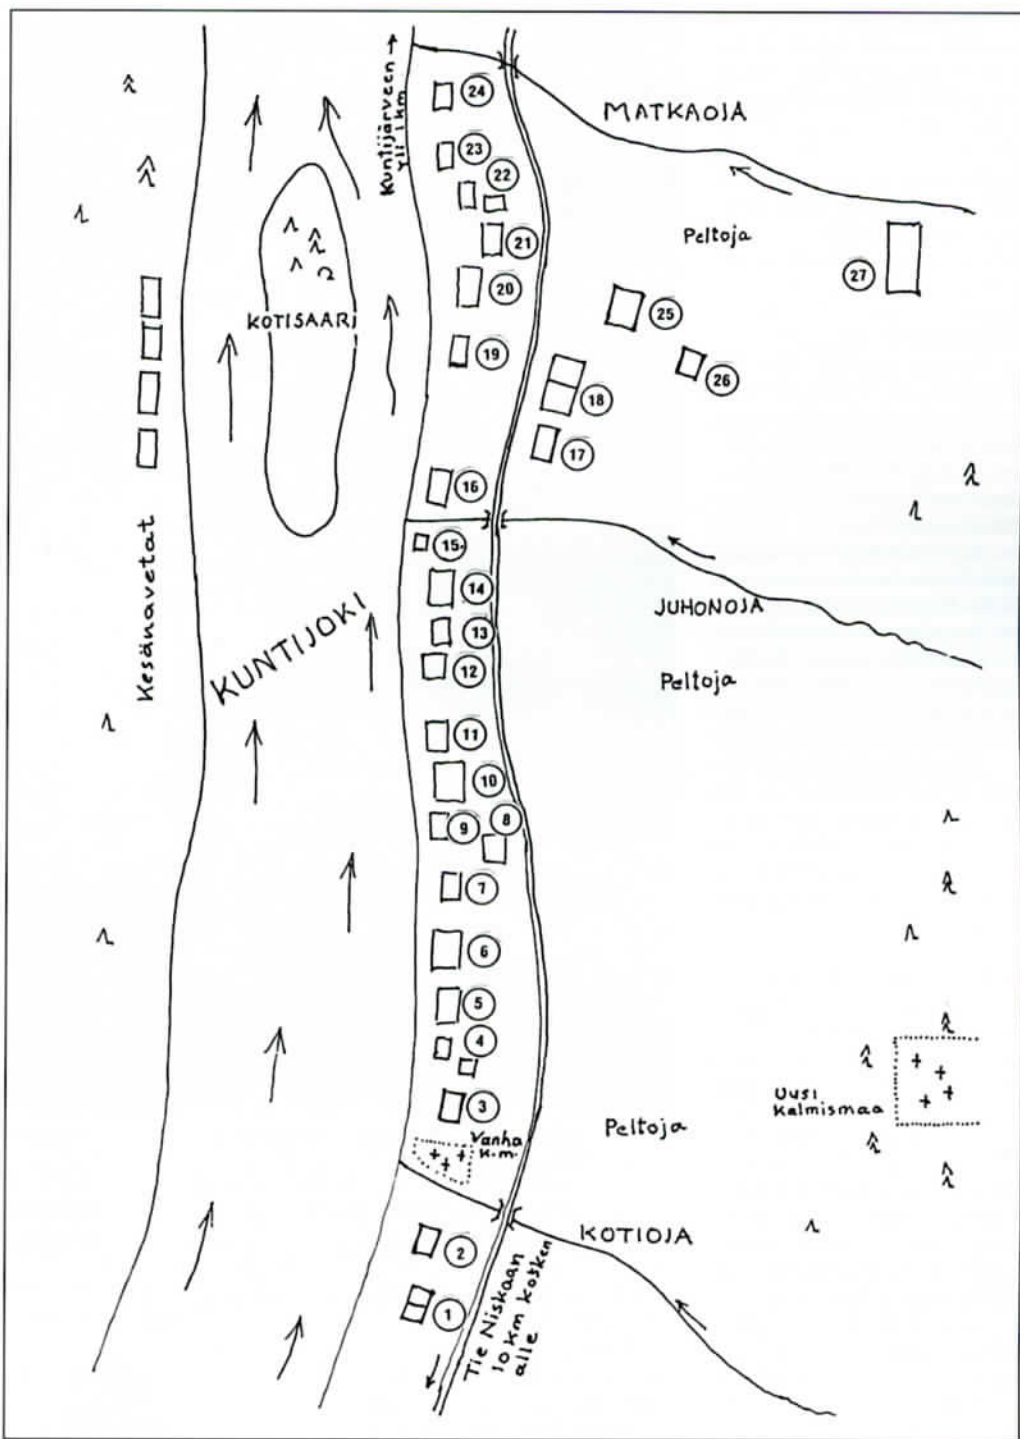 Kuntijärveen →
yli 1 km
24
MATKAOJA
23
22
Peltoja
21
27
20
25
KOTISAARI
19
26
18
17
16
Kesänavetat
15.
14
JUHONOJA
13
KUNTIJOKI
12
Peltoja
11
10
8
9
7
6
5
4
Uusi
Kalmismaa
3
Peltoja
Vanha
K.m.
KOTIOJA
2
1
Tie Niskaan
10 km kosken
alle